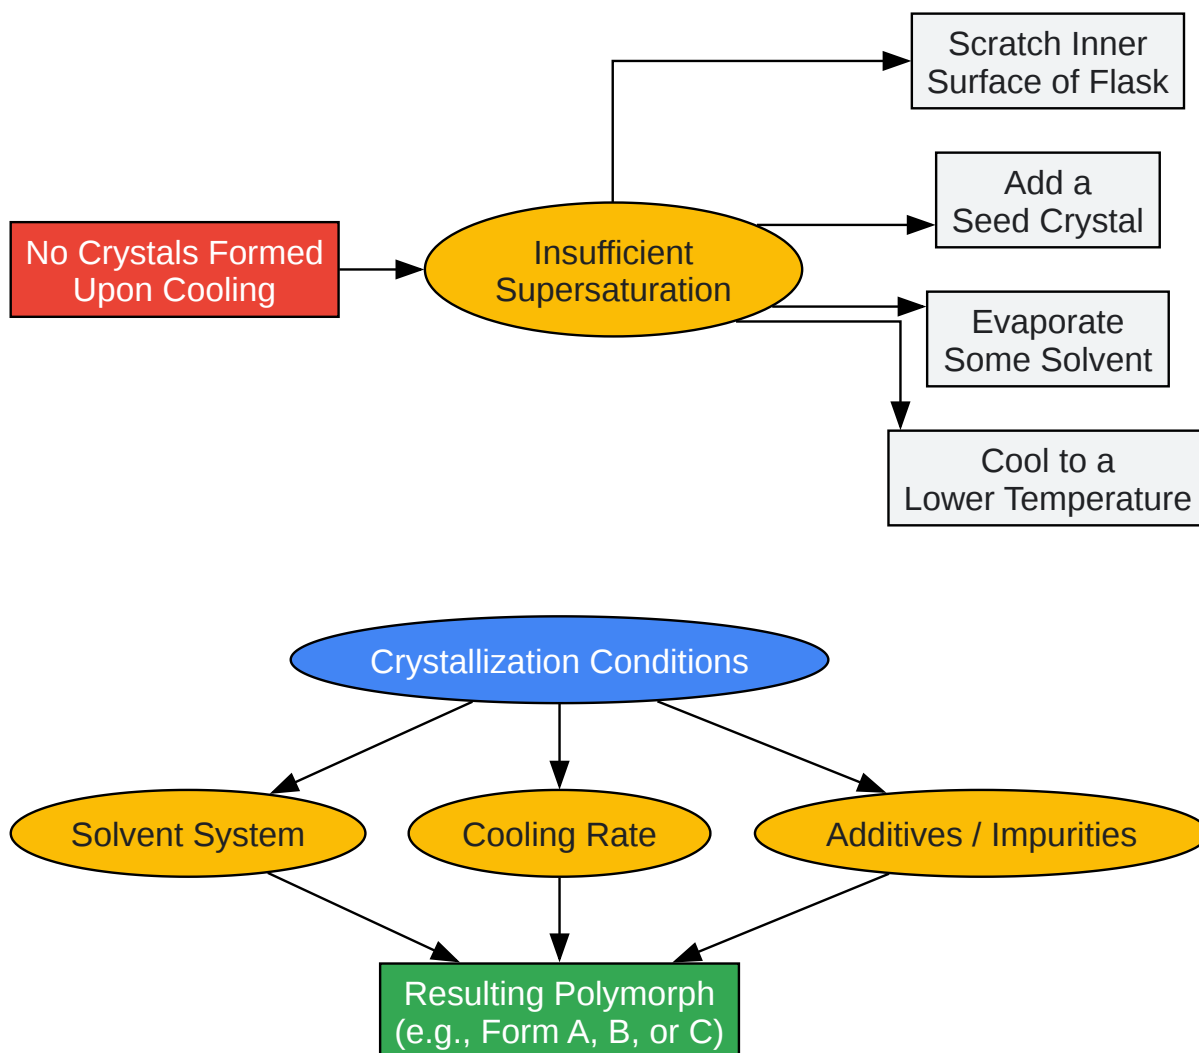 Scratch Inner
Surface of Flask
Add a
Seed Crystal
No Crystals Formed
Upon Cooling
Insufficient
Supersaturation
Evaporate
Some Solvent
Cool to a
Lower Temperature
Crystallization Conditions
Solvent System
Cooling Rate
Additives / Impurities
Resulting Polymorph
(e.g., Form A, B, or C)